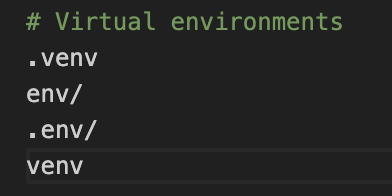 # Virtual environments
.venv
env/
.env/
venv